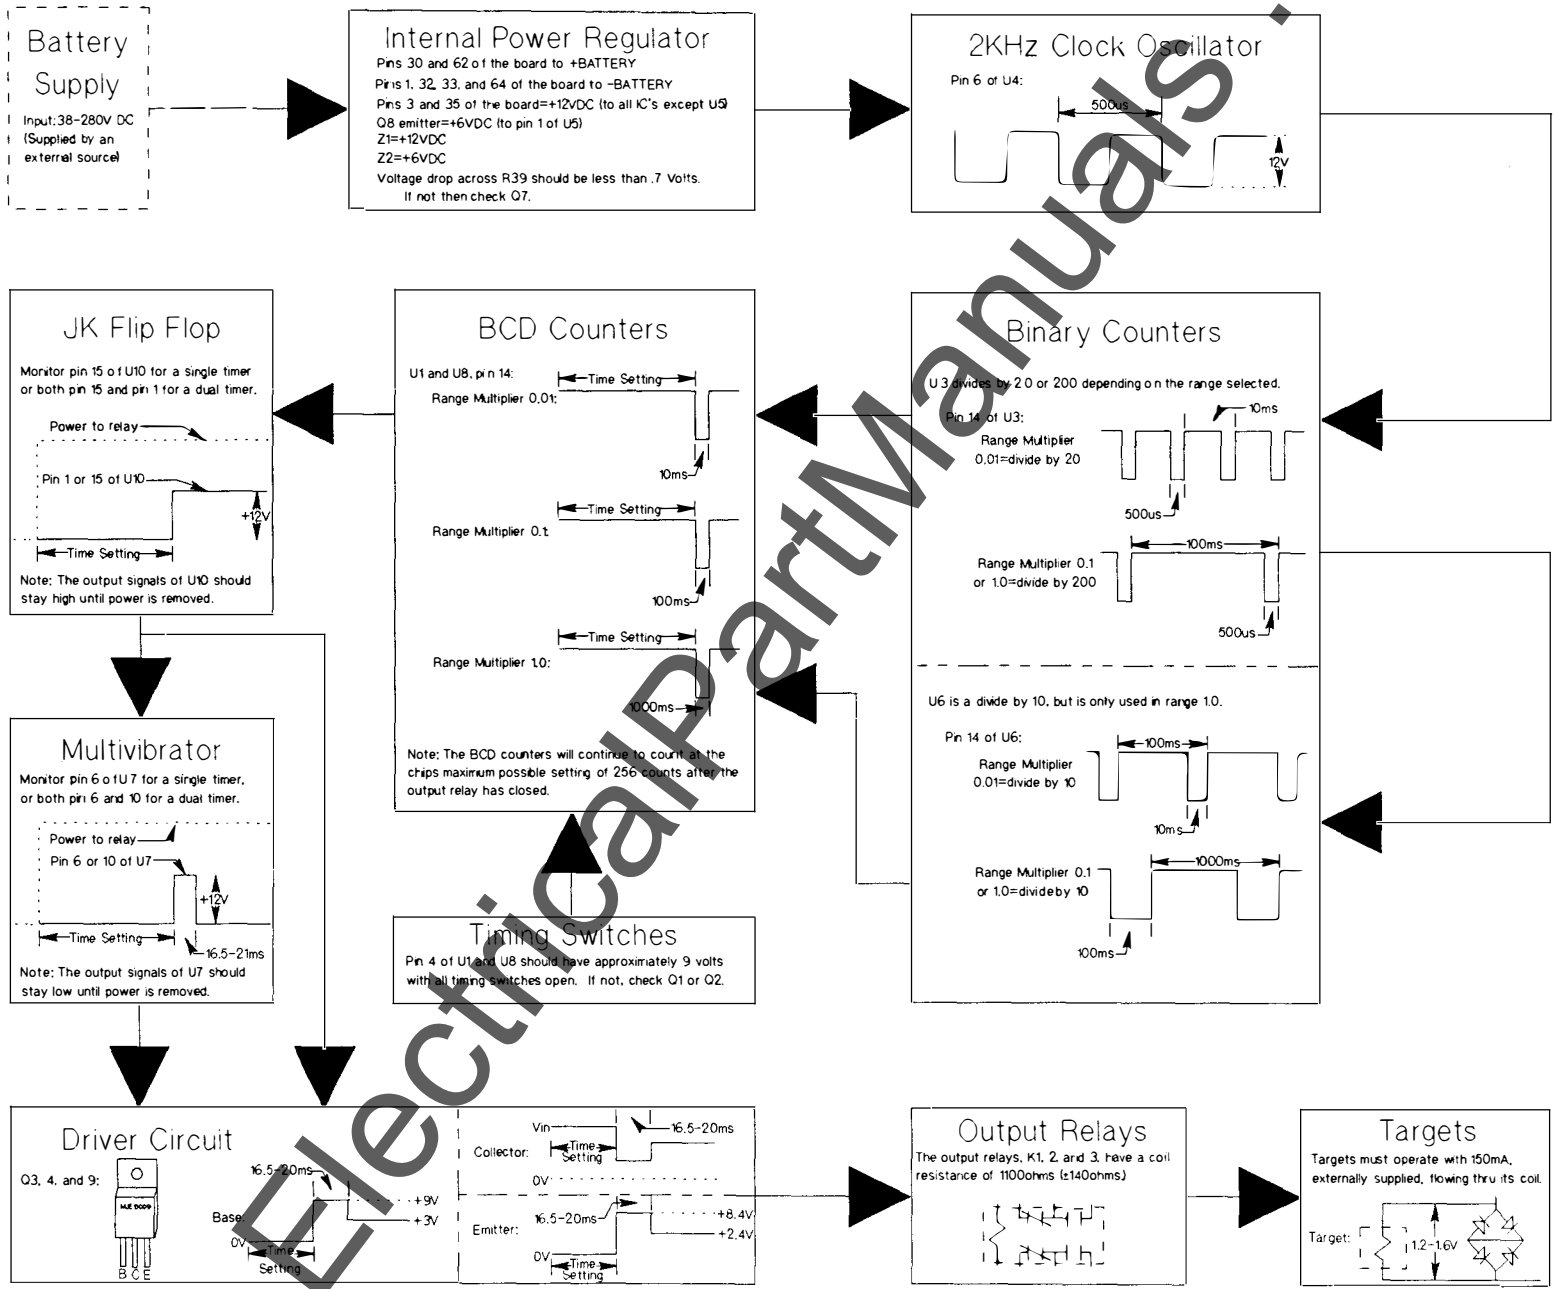 Battery
Supply
Input:38-280V DC
(Supplied by an
external source)
Internal Power Regulator
Pins 30 and 62 of the board to +BATTERY
Pins 1, 32, 33, and 64 of the board to -BATTERY
Pins 3 and 35 of the board=+12VDC (to all IC's except U5)
Q8 emitter=+6VDC (to pin 1 of U5)
Z1=+12VDC
Z2=+6VDC
Voltage drop across R39 should be less than .7 Volts.
If not then check Q7.
2KHz Clock Oscillator
Pin 6 of U4:
500us
12V
JK Flip Flop
Monitor pin 15 of U10 for a single timer
or both pin 15 and pin 1 for a dual timer.
Power to relay
Pin 1 or 15 of U10
+12V
Time Setting
Note: The output signals of U10 should
stay high until power is removed.
BCD Counters
U1 and U8, pin 14:
Time Setting
Range Multiplier 0.01:
10ms
Time Setting
Range Multiplier 0.1:
100ms
Time Setting
Range Multiplier 1.0:
1000ms
Note: The BCD counters will continue to count at the
chips maximum possible setting of 256 counts after the
output relay has closed.
Binary Counters
U3 divides by 20 or 200 depending on the range selected.
Pin 14 of U3:
10ms
Range Multiplier
0.01=divide by 20
500us
100ms
Range Multiplier 0.1
or 1.0=divide by 200
500us
U6 is a divide by 10, but is only used in range 1.0.
Pin 14 of U6:
100ms
Range Multiplier
0.01=divide by 10
10ms
1000ms
Range Multiplier 0.1
or 1.0=divide by 10
100ms
Multivibrator
Monitor pin 6 of U7 for a single timer,
or both pin 6 and 10 for a dual timer.
Power to relay
Pin 6 or 10 of U7
+12V
Time Setting
16.5-21ms
Note: The output signals of U7 should
stay low until power is removed.
Timing Switches
Pin 4 of U1 and U8 should have approximately 9 volts
with all timing switches open. If not, check Q1 or Q2.
Driver Circuit
Q3, 4, and 9:
B C E
16.5-20ms
+9V
Base:
+3V
0V
Time
Setting
Vin
16.5-20ms
Collector:
Time
Setting
0V
16.5-20ms
+8.4V
Emitter:
+2.4V
0V
Time
Setting
Output Relays
The output relays, K1, 2, and 3, have a coil
resistance of 1100ohms (±140ohms)
Targets
Targets must operate with 150mA,
externally supplied, flowing thru its coil.
Target:
1.2-1.6V
ElectricalPartManuals.